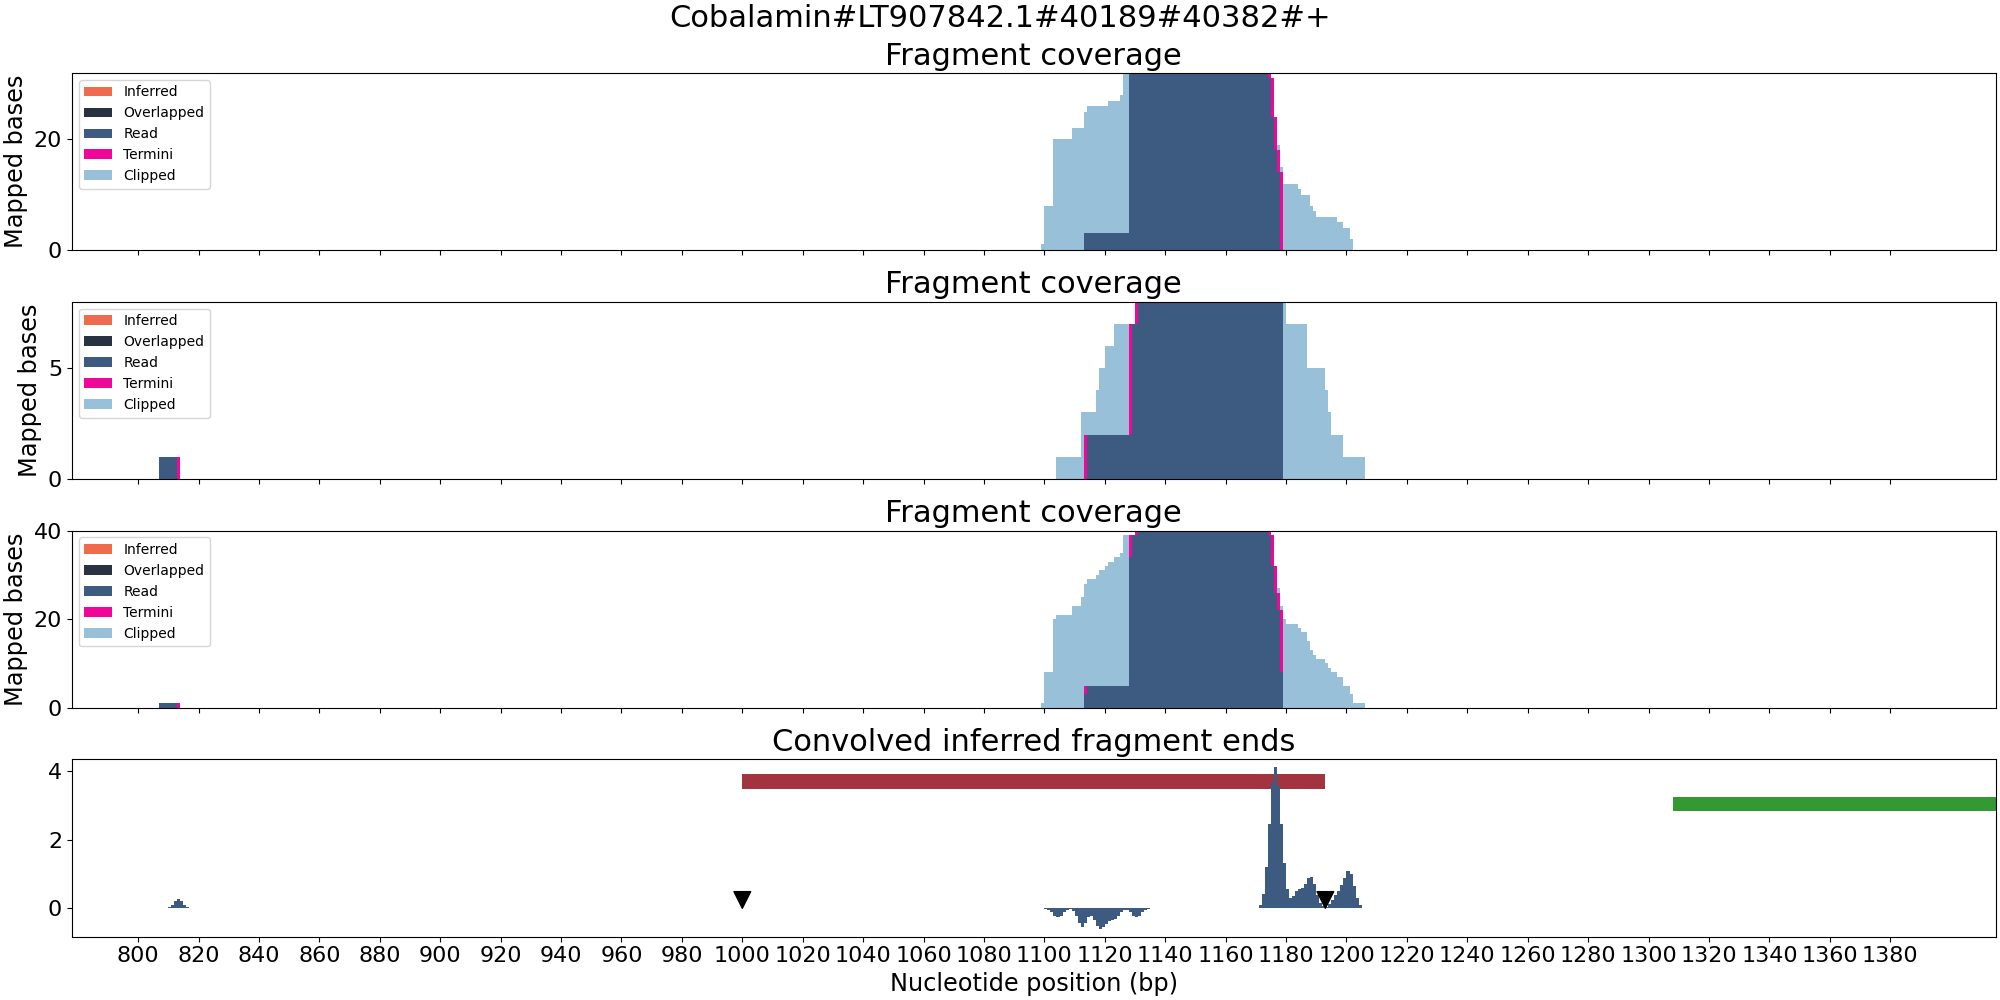 Cobalamin#LT907842.1#40189#40382#+
Fragment coverage
Mapped bases
20
0
Inferred
Overlapped
Read
Termini
Clipped
Fragment coverage
Mapped bases
5
0
Inferred
Overlapped
Read
Termini
Clipped
Fragment coverage
Mapped bases
40
20
0
Inferred
Overlapped
Read
Termini
Clipped
Convolved inferred fragment ends
4
2
0
800 820 840 860 880 900 920 940 960 980 1000 1020 1040 1060 1080 1100 1120 1140 1160 1180 1200 1220 1240 1260 1280 1300 1320 1340 1360 1380
Nucleotide position (bp)